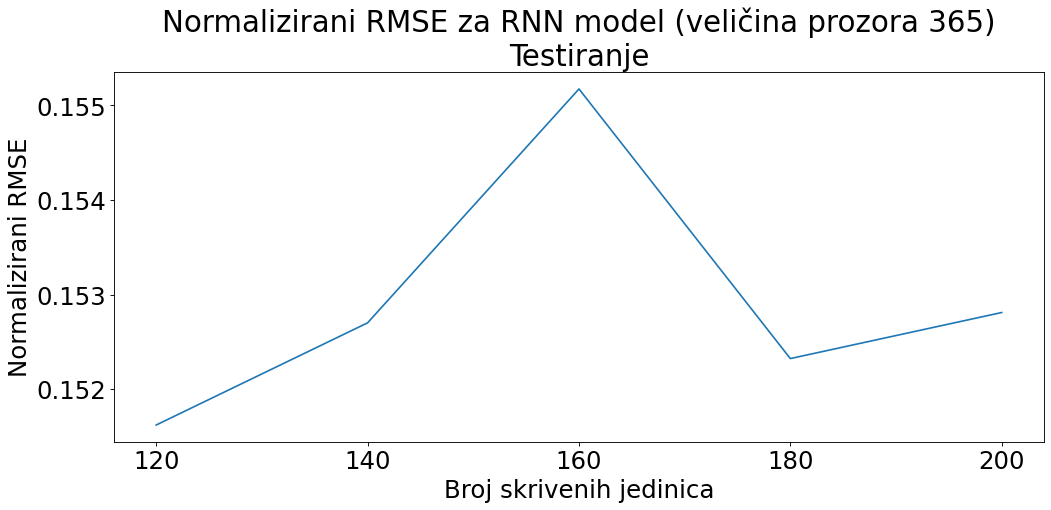 Normalizirani RMSE za RNN model (veličina prozora 365)
Testiranje
Normalizirani RMSE
0.155
0.154
0.153
0.152
120 140 160 180 200
Broj skrivenih jedinica